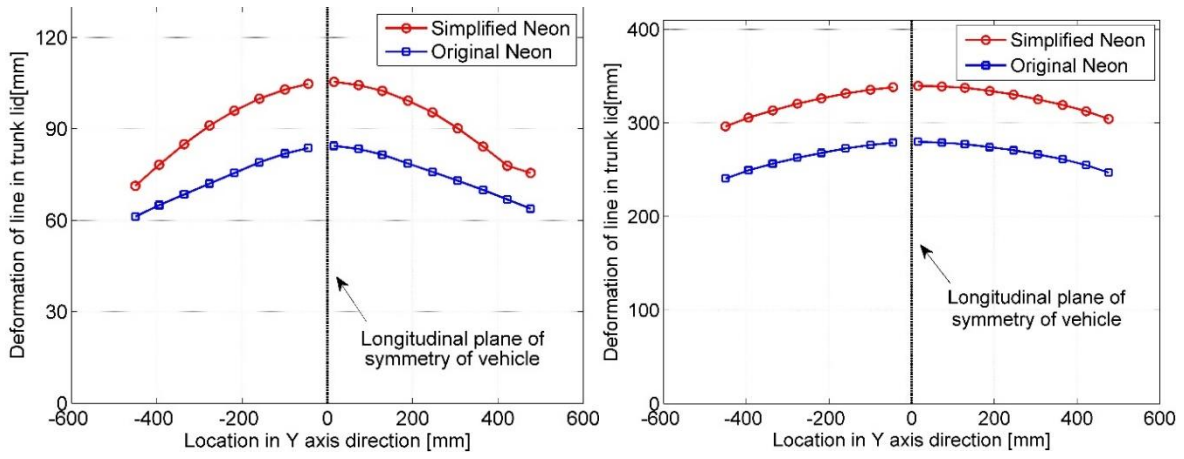 Deformation of line in trunk lid[mm]
120
90
60
30
0
Simplified Neon
Original Neon
Longitudinal plane of
symmetry of vehicle
-600 -400 -200 0 200 400 600
Location in Y axis direction [mm]
Deformation of line in trunk lid[mm]
400
300
200
100
0
Simplified Neon
Original Neon
Longitudinal plane of
symmetry of vehicle
-600 -400 -200 0 200 400 600
Location in Y axis direction [mm]